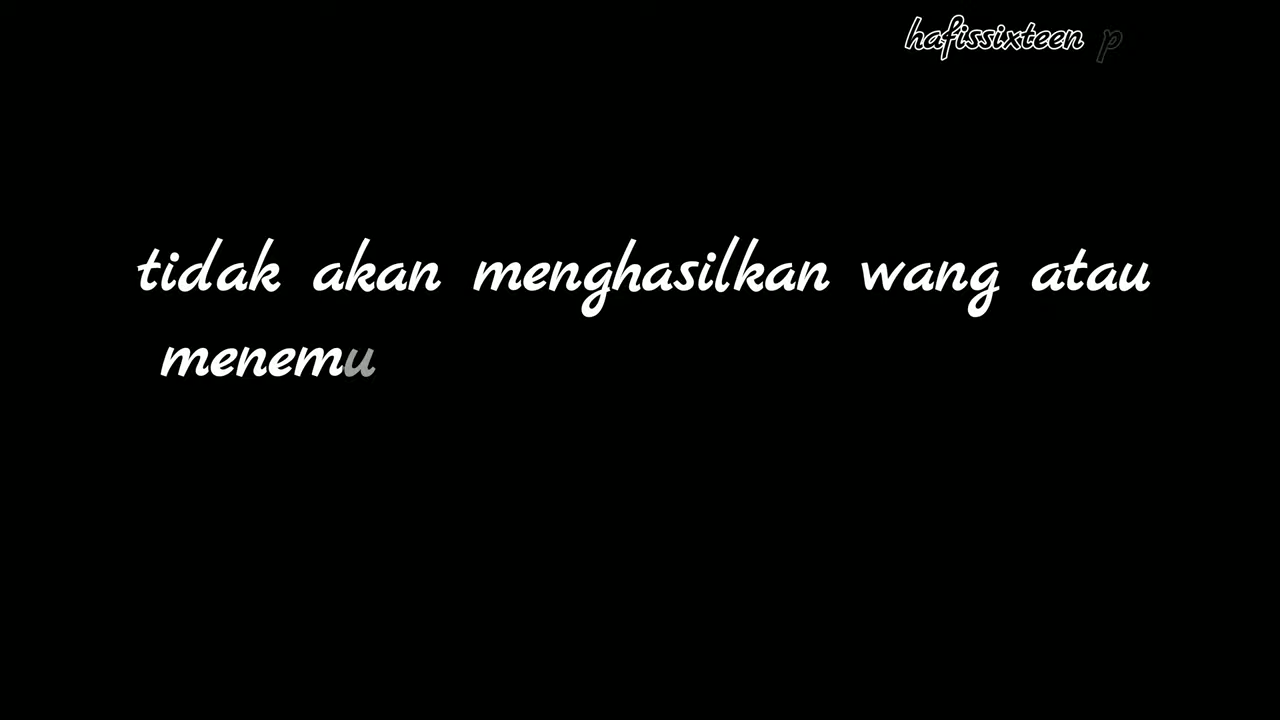 hafissixteen p
tidak akan menghasilkan wang atau
menemu